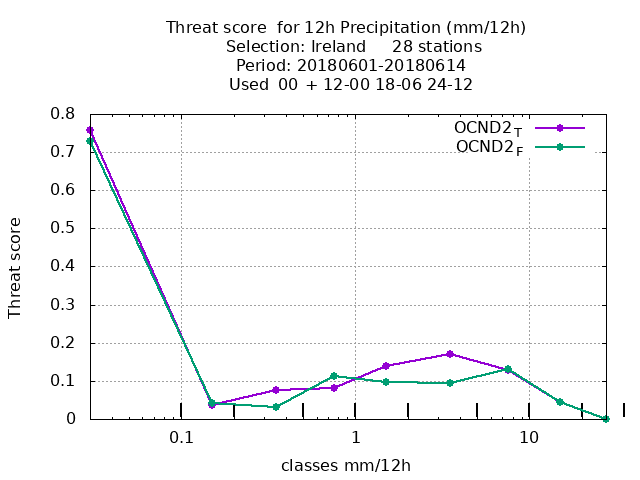 Threat score  for 12h Precipitation (mm/12h)
Selection: Ireland     28 stations
Period: 20180601-20180614
Used  00 + 12-00 18-06 24-12
OCND2T
OCND2F
0.8
0.7
0.6
0.5
0.4
0.3
0.2
0.1
0
Threat score
0.1 1 10
classes mm/12h